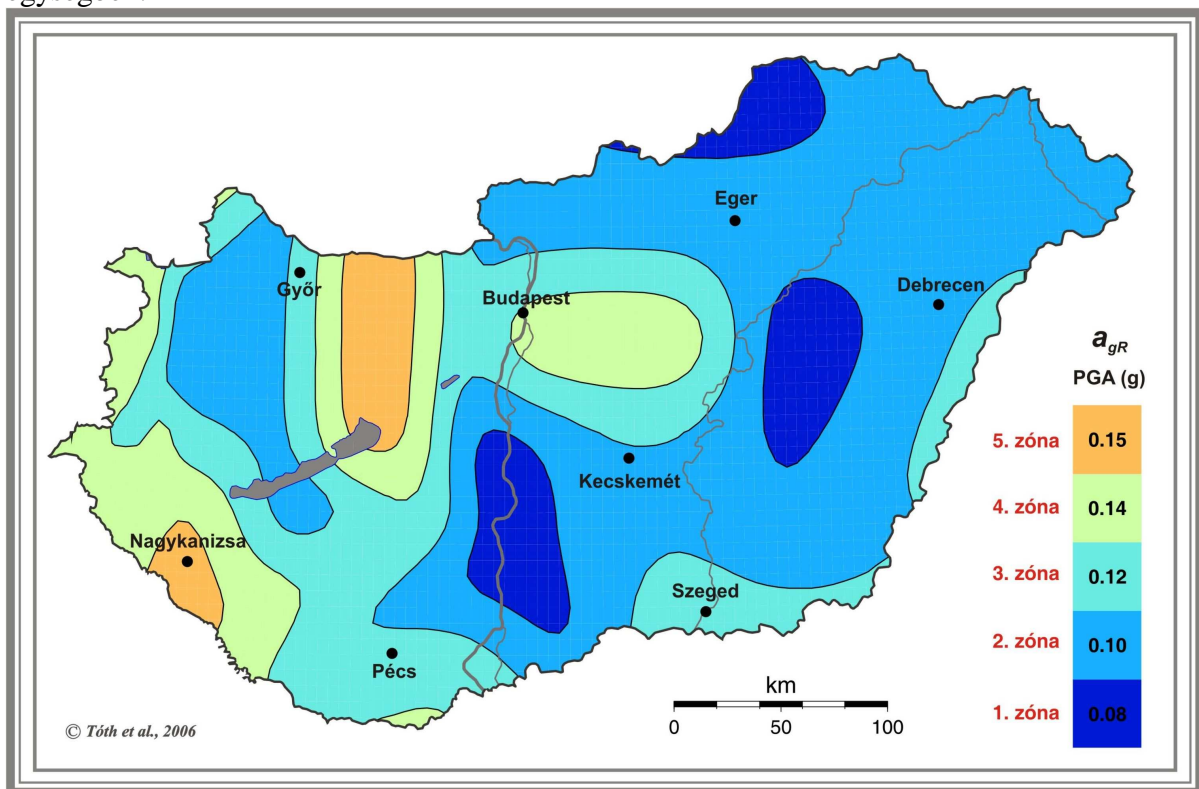 Eger
Debrecen
Győr
Budapest
Kecskemét
Nagykanizsa
Szeged
Pécs
a_gR
PGA (g)
5. zóna 0.15
4. zóna 0.14
3. zóna 0.12
2. zóna 0.10
1. zóna 0.08
km
0 50 100
© Tóth et al., 2006